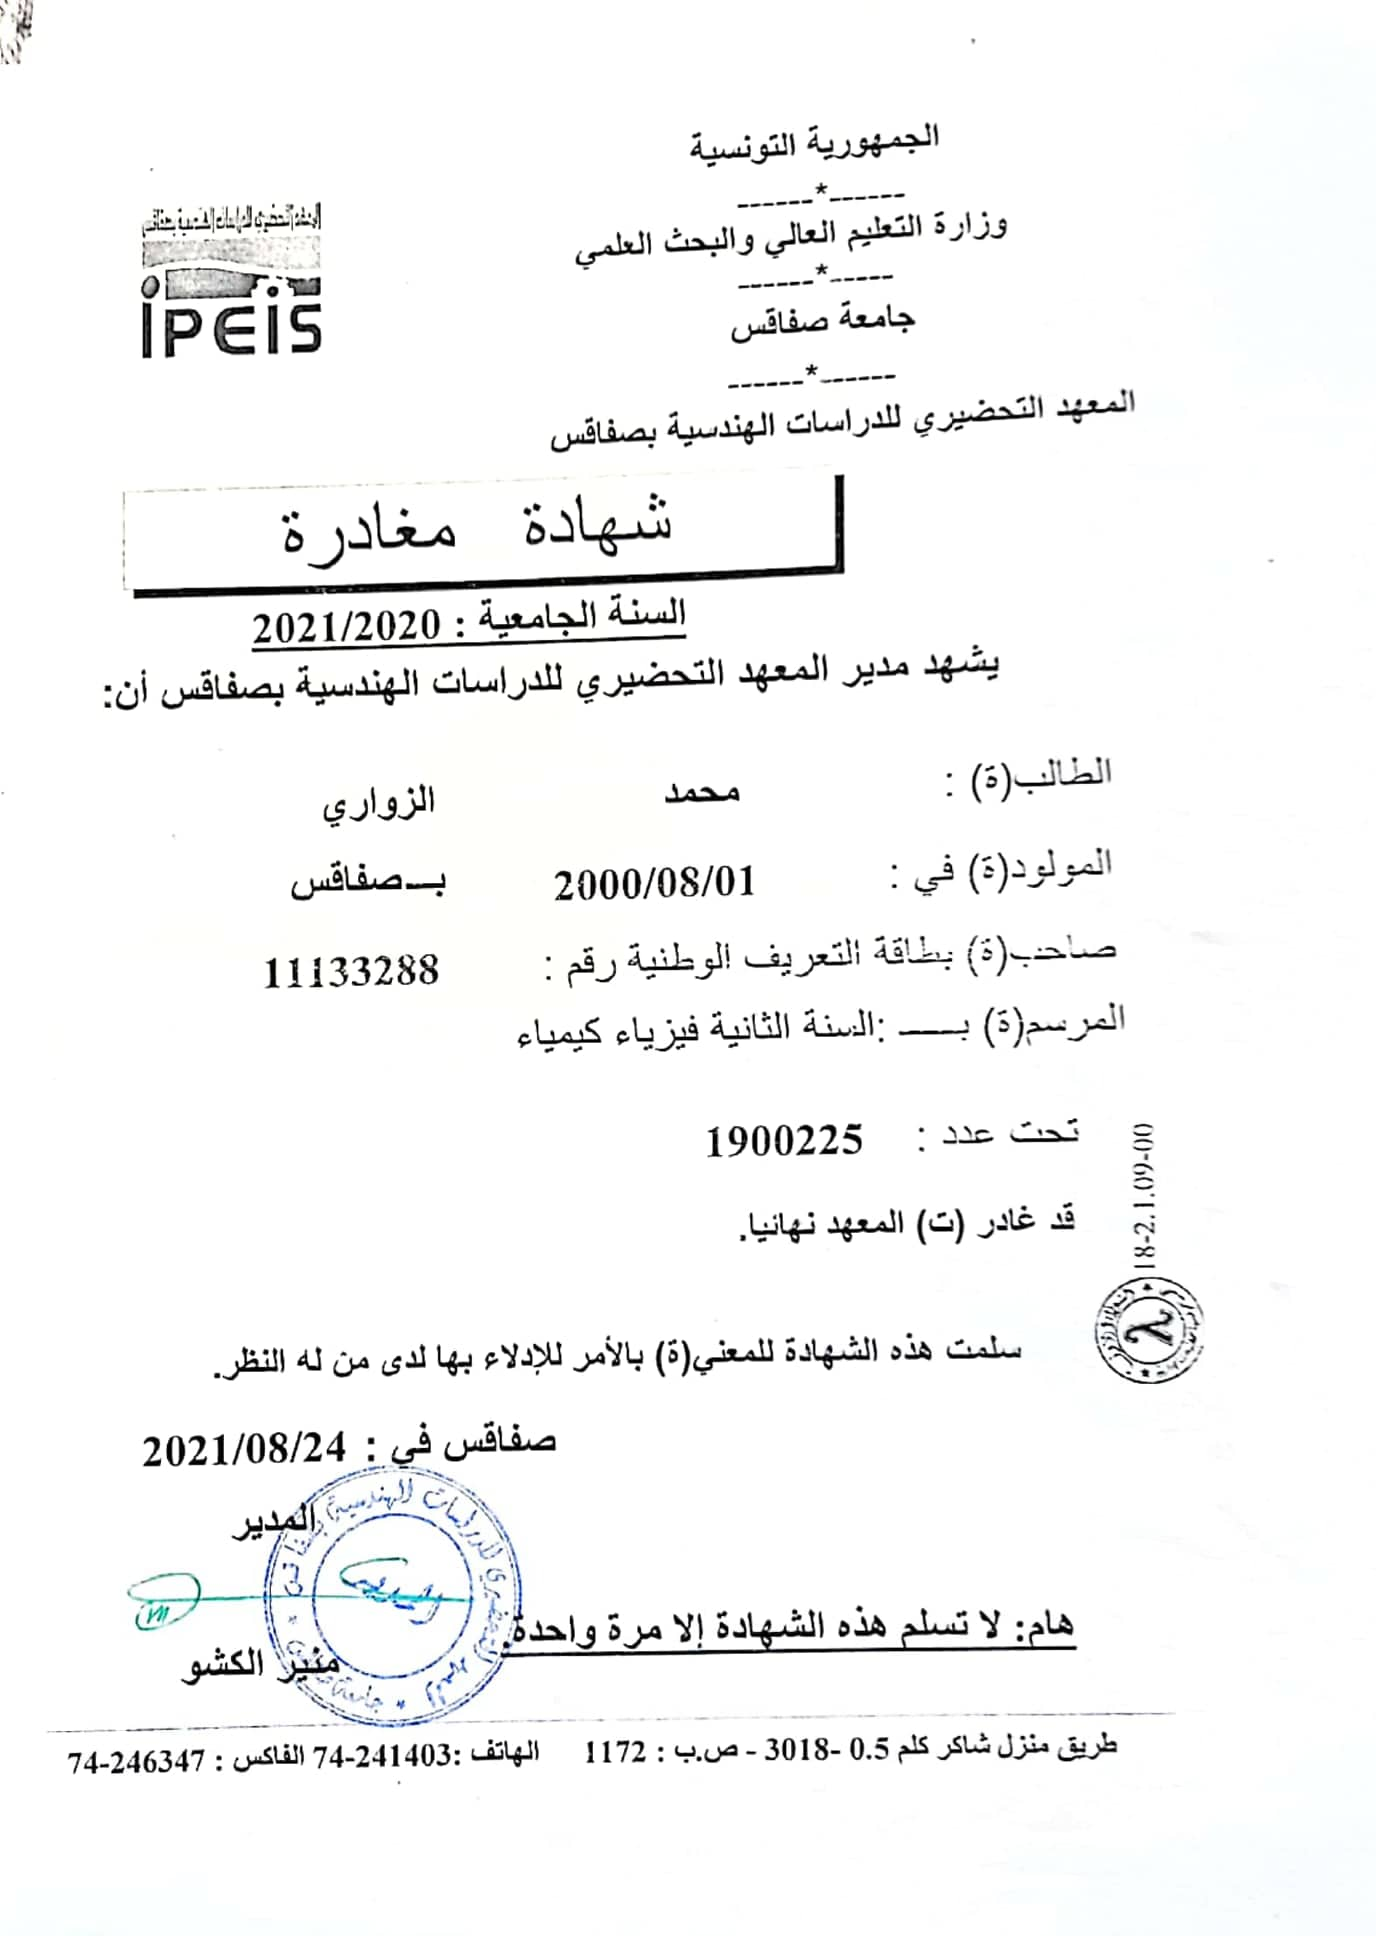 الجمهورية التونسية
------*------
وزارة التعليم العالي والبحث العلمي
------*-----
جامعة صفاقس
------*------
المعهد التحضيري للدراسات الهندسية بصفاقس
المعهد التحضيري للدراسات الهندسية بصفاقس
IPEIS
شهادة مغادرة
السنة الجامعية : 2021/2020
يشهد مدير المعهد التحضيري للدراسات الهندسية بصفاقس أن:
الطالب(ة) : محمد الزواري
المولود(ة) في : 2000/08/01 بـصفاقس
صاحب(ة) بطاقة التعريف الوطنية رقم : 11133288
المرسم(ة) بـــ :السنة الثانية فيزياء كيمياء
تحت عدد : 1900225
18-2.1.09-00
قد غادر (ت) المعهد نهائيا.
سلمت هذه الشهادة للمعني(ة) بالأمر للإدلاء بها لدى من له النظر.
صفاقس في : 2021/08/24
المدير
هام: لا تسلم هذه الشهادة إلا مرة واحدة.
منير الكشو
طريق منزل شاكر كلم 0.5 -3018 - ص.ب : 1172 الهاتف :74-241403 الفاكس : 74-246347